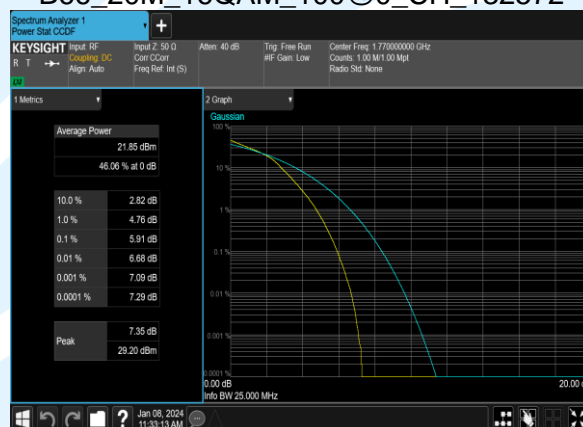 Spectrum Analyzer 1
Power Stat CCDF
+
KEYSIGHT
R T
LW
Input: RF
Coupling: DC
Align: Auto
Input Z: 50 Ω
Corr CCorr
Freq Ref: Int (S)
Atten: 40 dB
Trig: Free Run
#IF Gain: Low
Center Freq: 1.770000000 GHz
Counts: 1.00 M/1.00 Mpt
Radio Std: None
1 Metrics
Average Power
21.85 dBm
46.06 % at 0 dB
10.0 % 2.82 dB
1.0 % 4.76 dB
0.1 % 5.91 dB
0.01 % 6.68 dB
0.001 % 7.09 dB
0.0001 % 7.29 dB
Peak
7.35 dB
29.20 dBm
2 Graph
Gaussian
100 %
10 %
1 %
0.1 %
0.01 %
0.001 %
0.0001 %
0.00 dB
20.00
Info BW 25.000 MHz
?
Jan 08, 2024
11:33:13 AM